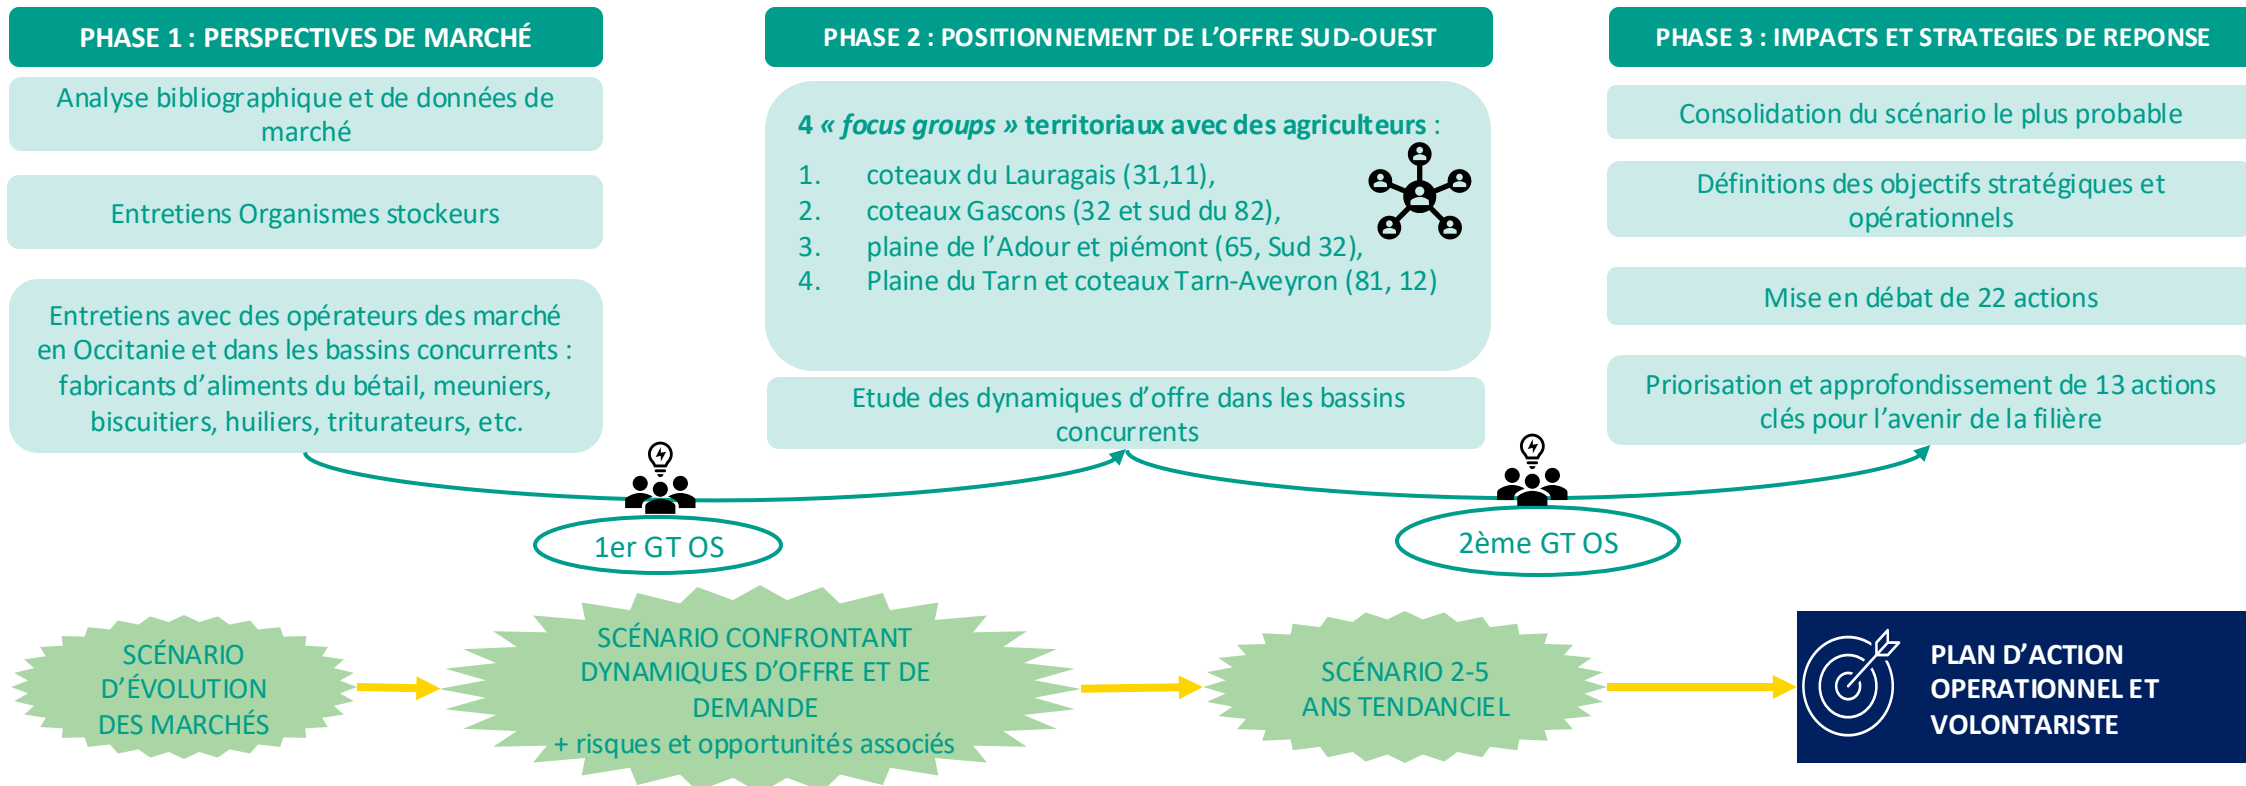 PHASE 1 : PERSPECTIVES DE MARCHÉ
Analyse bibliographique et de données de
marché
Entretiens Organismes stockeurs
Entretiens avec des opérateurs des marché
en Occitanie et dans les bassins concurrents :
fabricants d’aliments du bétail, meuniers,
biscuitiers, huiliers, triturateurs, etc.
PHASE 2 : POSITIONNEMENT DE L’OFFRE SUD-OUEST
4 « focus groups » territoriaux avec des agriculteurs :
1. coteaux du Lauragais (31,11),
2. coteaux Gascons (32 et sud du 82),
3. plaine de l’Adour et piémont (65, Sud 32),
4. Plaine du Tarn et coteaux Tarn-Aveyron (81, 12)
Etude des dynamiques d’offre dans les bassins
concurrents
PHASE 3 : IMPACTS ET STRATEGIES DE REPONSE
Consolidation du scénario le plus probable
Définitions des objectifs stratégiques et
opérationnels
Mise en débat de 22 actions
Priorisation et approfondissement de 13 actions
clés pour l’avenir de la filière
1er GT OS
2ème GT OS
SCÉNARIO
D’ÉVOLUTION
DES MARCHÉS
SCÉNARIO CONFRONTANT
DYNAMIQUES D’OFFRE ET DE
DEMANDE
+ risques et opportunités associés
SCÉNARIO 2-5
ANS TENDANCIEL
PLAN D’ACTION
OPERATIONNEL ET
VOLONTARISTE